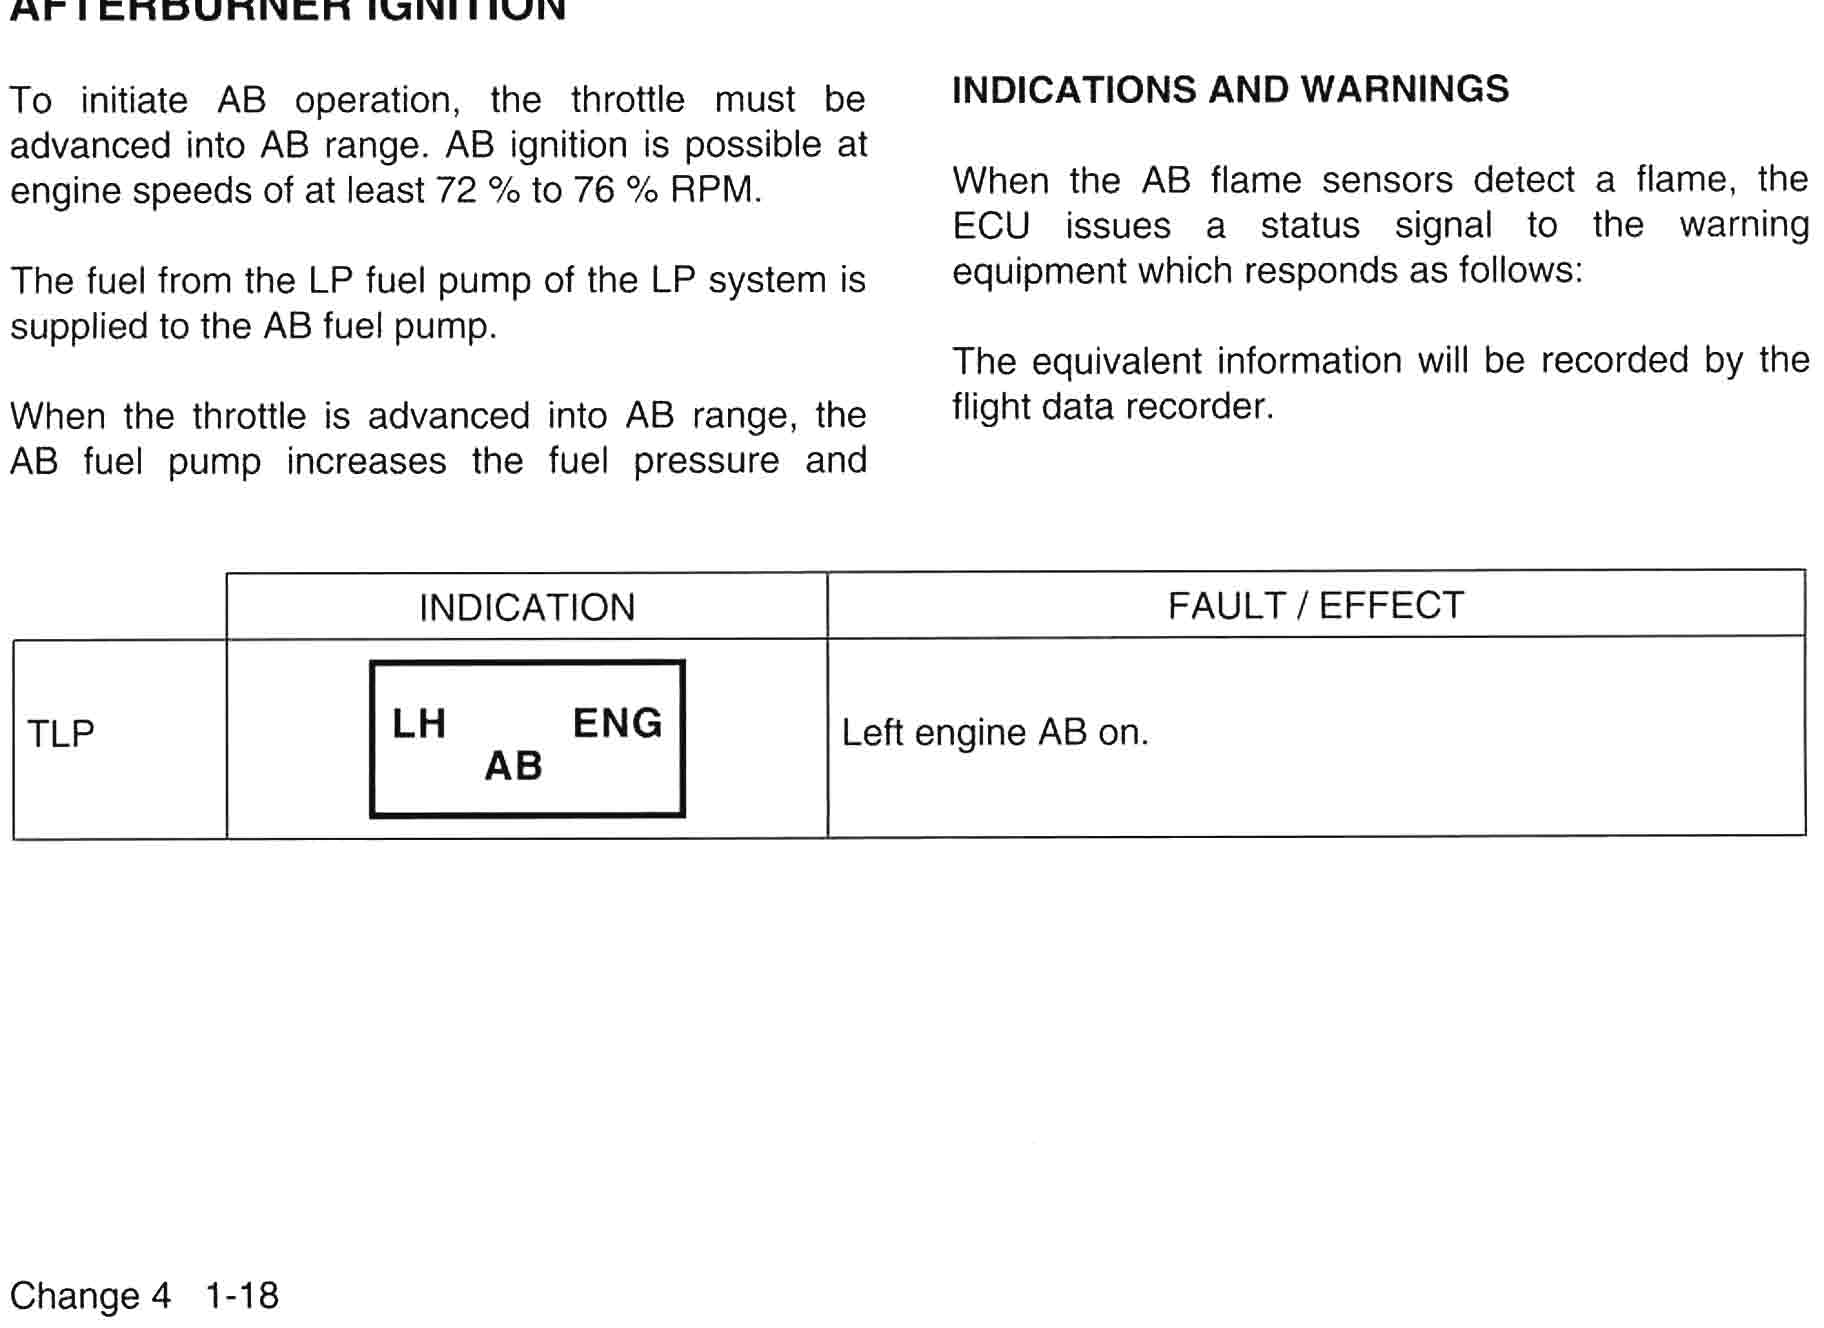 AFTERBURNER IGNITION
To initiate AB operation, the throttle must be
advanced into AB range. AB ignition is possible at
engine speeds of at least 72 % to 76 % RPM.
The fuel from the LP fuel pump of the LP system is
supplied to the AB fuel pump.
When the throttle is advanced into AB range, the
AB fuel pump increases the fuel pressure and
INDICATIONS AND WARNINGS
When the AB flame sensors detect a flame, the
ECU issues a status signal to the warning
equipment which responds as follows:
The equivalent information will be recorded by the
flight data recorder.
INDICATION FAULT / EFFECT
TLP
LH ENG
AB
Left engine AB on.
Change 4 1-18